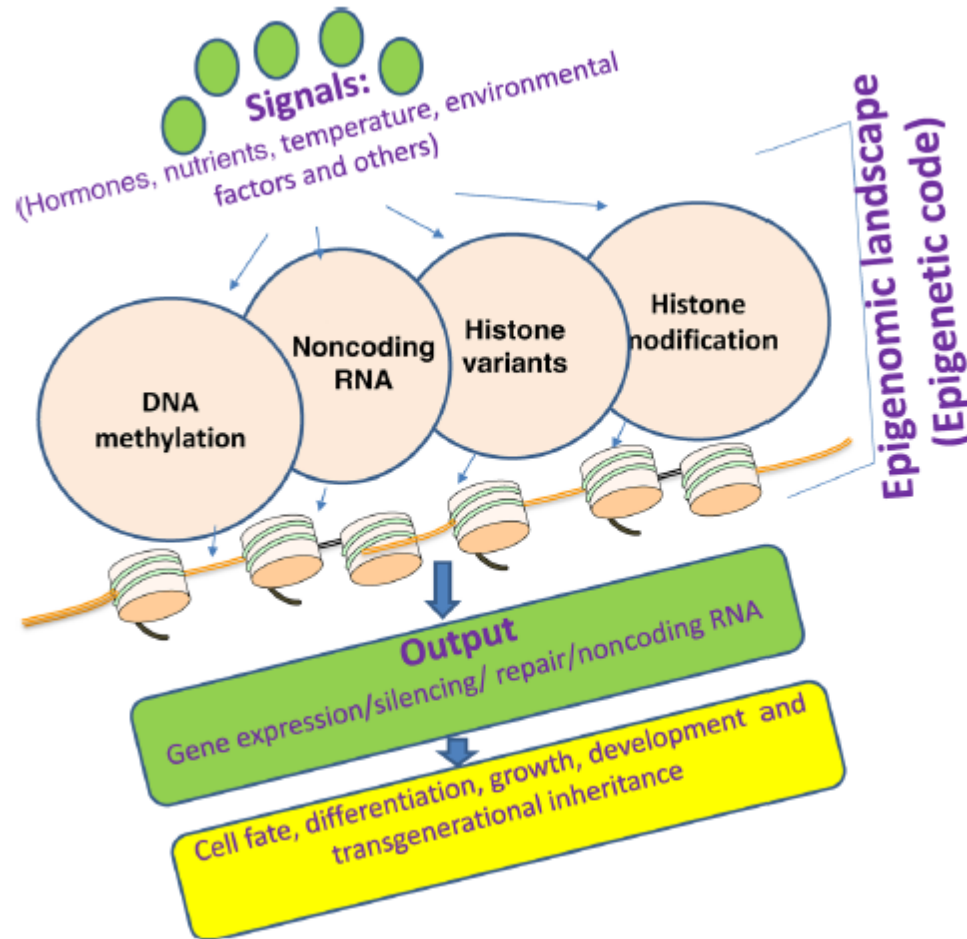 Signals:
(Hormones, nutrients, temperature, environmental
factors and others)
DNA
methylation
Noncoding
RNA
Histone
variants
Histone
modification
Epigenomic landscape
(Epigenetic code)
Output
Gene expression/silencing/ repair/noncoding RNA
Cell fate, differentiation, growth, development and
transgenerational inheritance